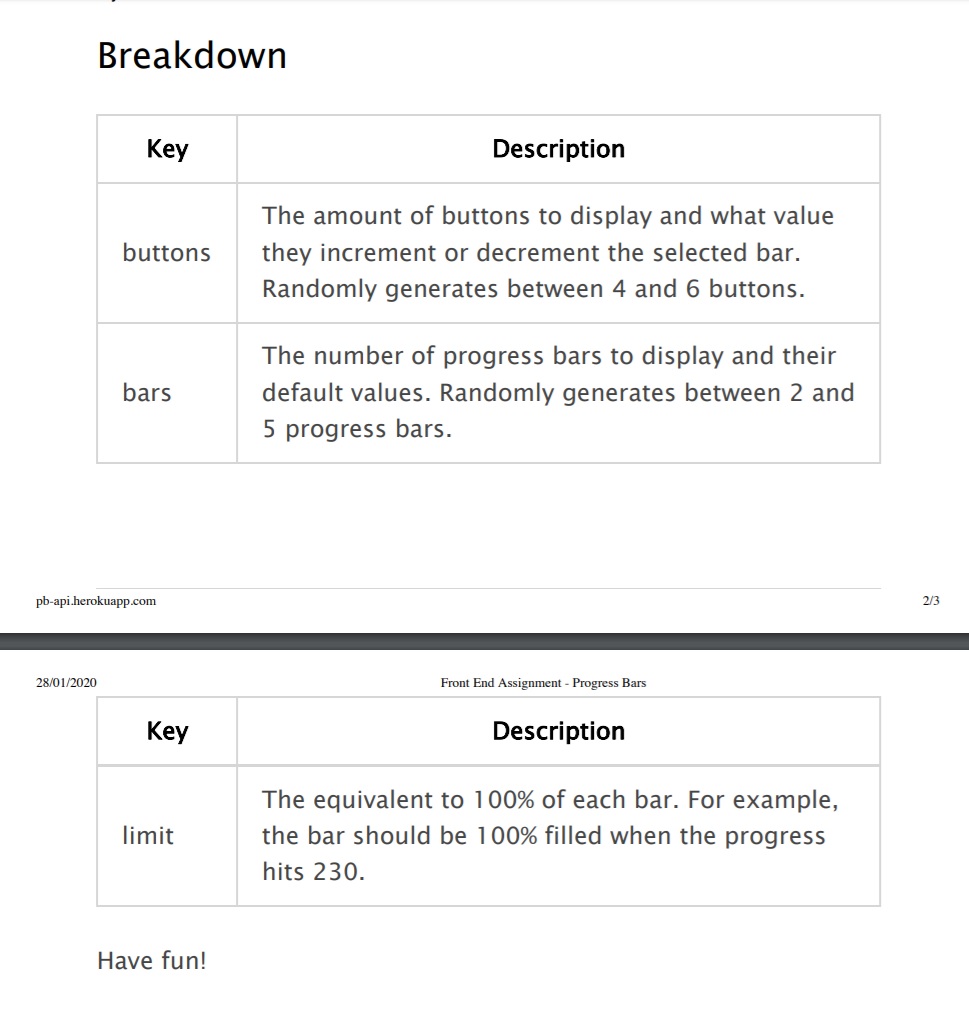 Breakdown
Key Description
The amount of buttons to display and what value
buttons they increment or decrement the selected bar.
Randomly generates between 4 and 6 buttons.
The number of progress bars to display and their
bars default values. Randomly generates between 2 and
5 progress bars.
pb-api.herokuapp.com 2/3
28/01/2020 Front End Assignment - Progress Bars
Key Description
The equivalent to 100% of each bar. For example,
limit the bar should be 100% filled when the progress
hits 230.
Have fun!